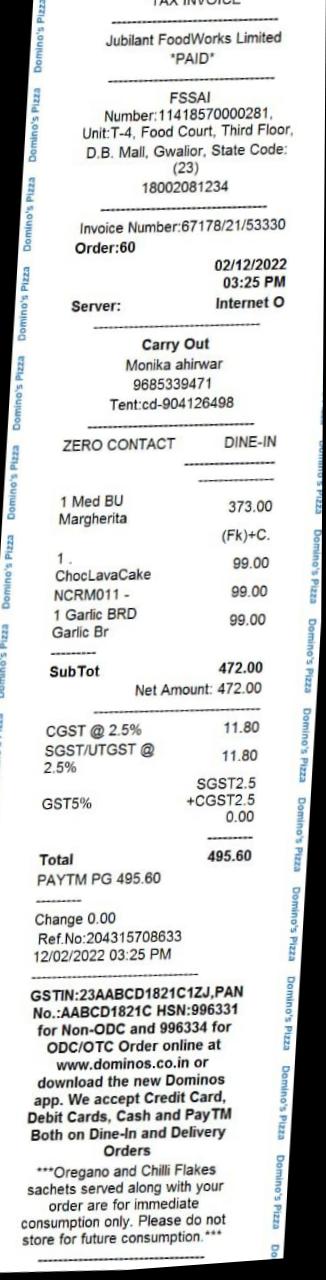 TAX INVOICE
Jubilant FoodWorks Limited
*PAID*
FSSAI
Number:11418570000281,
Unit:T-4, Food Court, Third Floor,
D.B. Mall, Gwalior, State Code:
(23)
18002081234
Invoice Number:67178/21/53330
Order:60
02/12/2022
03:25 PM
Server: Internet O
Carry Out
Monika ahirwar
9685339471
Tent:cd-904126498
ZERO CONTACT DINE-IN
1 Med BU 373.00
Margherita
(Fk)+C.
1 . 99.00
ChocLavaCake
NCRM011 - 99.00
1 Garlic BRD 99.00
Garlic Br
SubTot 472.00
Net Amount: 472.00
CGST @ 2.5% 11.80
SGST/UTGST @ 11.80
2.5%
SGST2.5
GST5% +CGST2.5
0.00
Total 495.60
PAYTM PG 495.60
Change 0.00
Ref.No:204315708633
12/02/2022 03:25 PM
GSTIN:23AABCD1821C1ZJ,PAN
No.:AABCD1821C HSN:996331
for Non-ODC and 996334 for
ODC/OTC Order online at
www.dominos.co.in or
download the new Dominos
app. We accept Credit Card,
Debit Cards, Cash and PayTM
Both on Dine-In and Delivery
Orders
***Oregano and Chilli Flakes
sachets served along with your
order are for immediate
consumption only. Please do not
store for future consumption.***
Domino's Pizza Domino's Pizza Domino's Pizza Domino's Pizza Domino's Pizza Domino's Pizza Domino's Pizza Domino's Pizza
Domino's Pizza Domino's Pizza Domino's Pizza Domino's Pizza Domino's Pizza Domino's Pizza Domino's Pizza Domino's Pizza